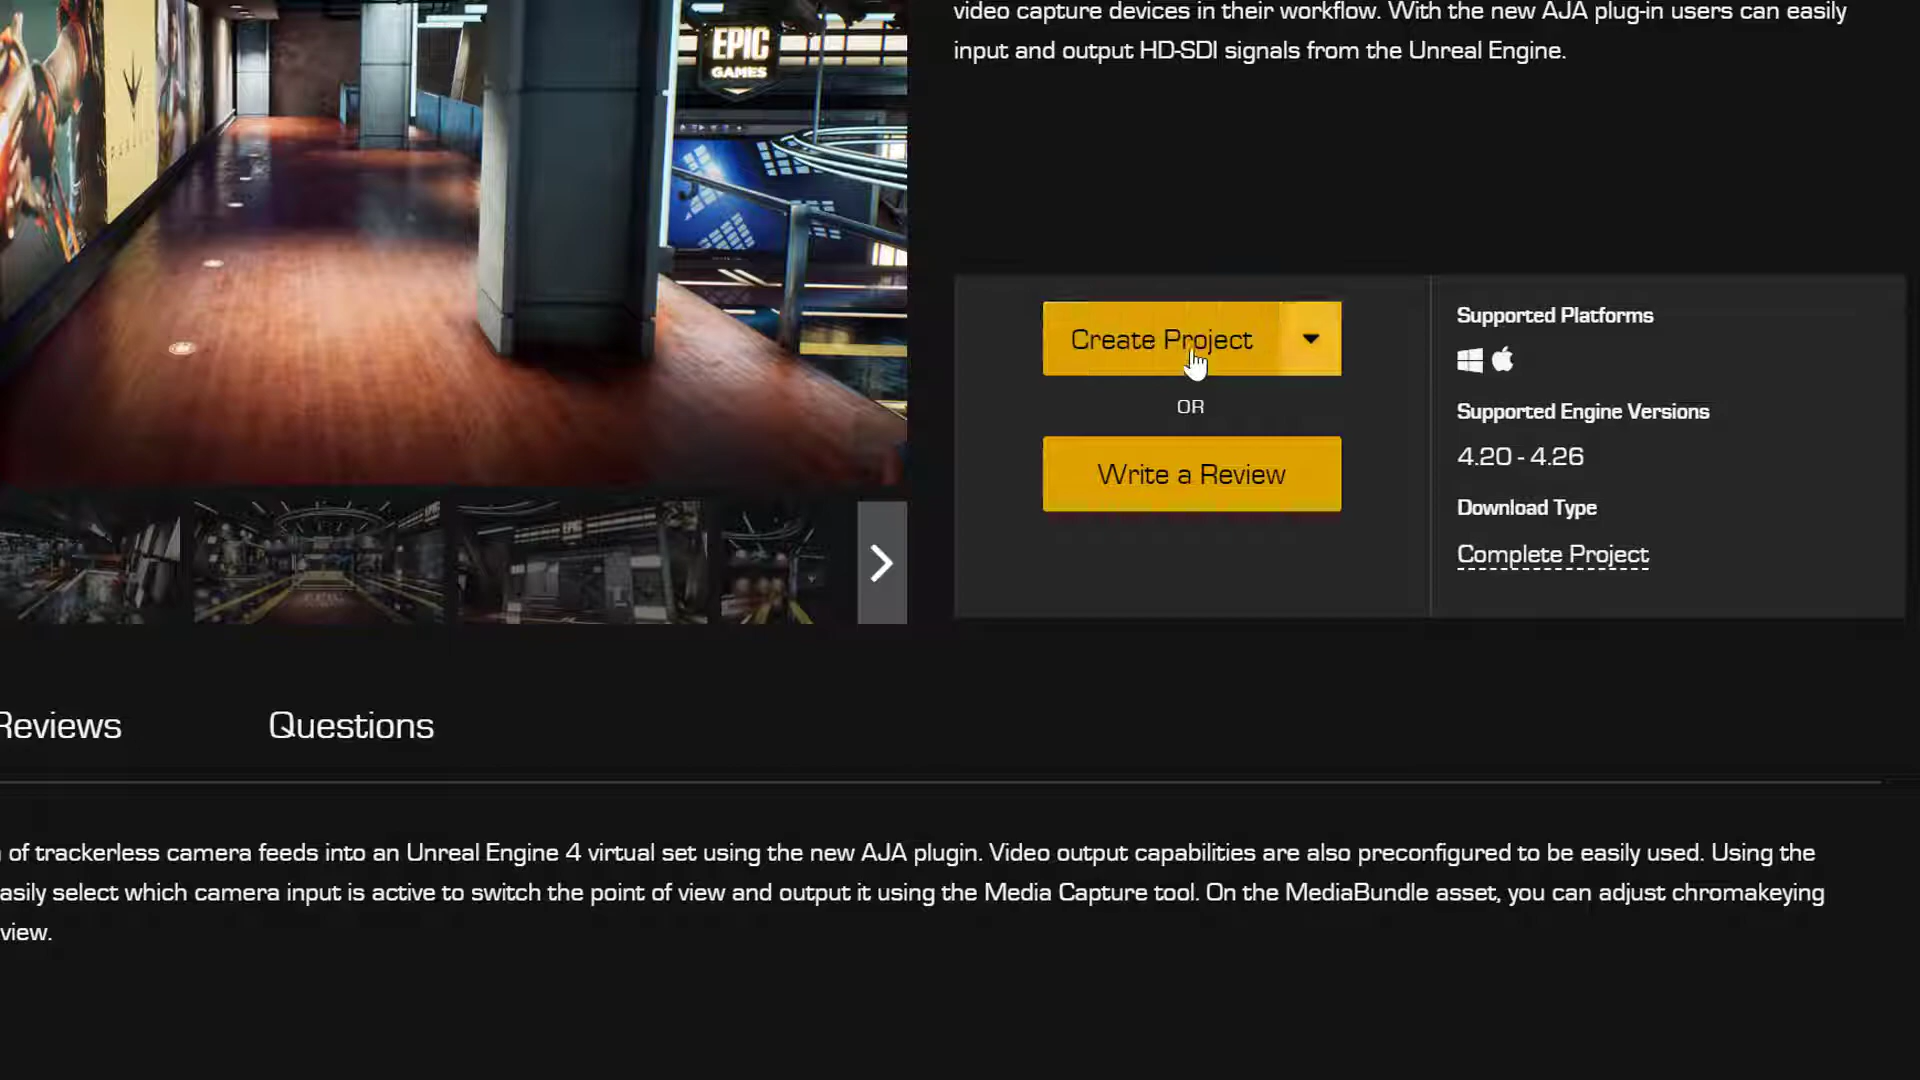 video capture devices in their workflow. With the new AJA plug-in users can easily
input and output HD-SDI signals from the Unreal Engine.
EPIC
GAMES
Create Project
OR
Write a Review
Supported Platforms
Supported Engine Versions
4.20 - 4.26
Download Type
Complete Project
Reviews
Questions
of trackerless camera feeds into an Unreal Engine 4 virtual set using the new AJA plugin. Video output capabilities are also preconfigured to be easily used. Using the
asily select which camera input is active to switch the point of view and output it using the Media Capture tool. On the MediaBundle asset, you can adjust chromakeying
view.